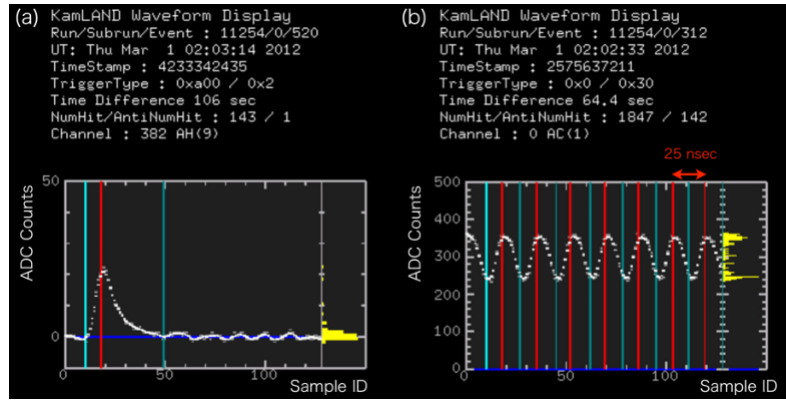 (a) KamLAND Waveform Display
Run/Subrun/Event : 11254/0/520
UT: Thu Mar  1 02:03:14 2012
TimeStamp : 4233342435
TriggerType : 0xa00 / 0x2
Time Difference 106 sec
NumHit/AntiNumHit : 143 / 1
Channel : 382 AH(9)
50
0
ADC Counts
0
50
100
Sample ID
(b) KamLAND Waveform Display
Run/Subrun/Event : 11254/0/312
UT: Thu Mar  1 02:02:33 2012
TimeStamp : 2575637211
TriggerType : 0x0 / 0x30
Time Difference 64.4 sec
NumHit/AntiNumHit : 1847 / 142
Channel : 0 AC(1)
25 nsec
500
400
300
200
100
0
ADC Counts
0
50
100
Sample ID